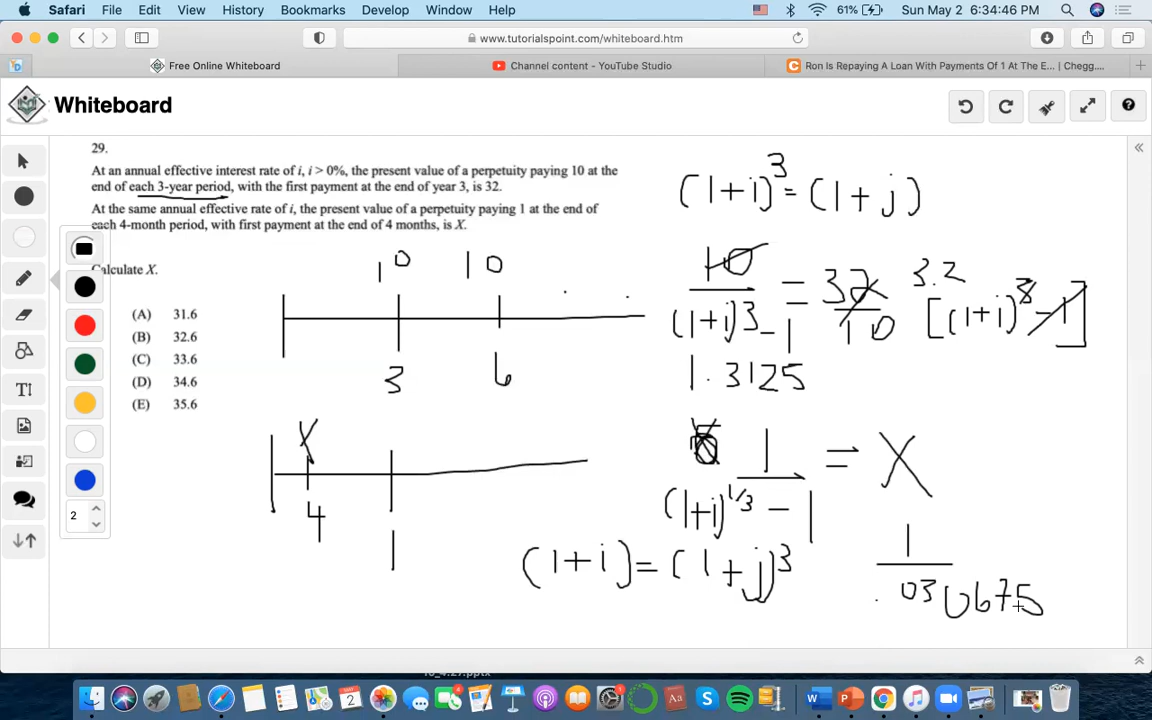 Safari File Edit View History Bookmarks Develop Window Help 61% Sun May 2 6:34:46 PM
www.tutorialspoint.com/whiteboard.htm
Free Online Whiteboard Channel content - YouTube Studio Ron Is Repaying A Loan With Payments Of 1 At The E... | Chegg....
Whiteboard
29.
At an annual effective interest rate of i, i > 0%, the present value of a perpetuity paying 10 at the
end of each 3-year period, with the first payment at the end of year 3, is 32.
At the same annual effective rate of i, the present value of a perpetuity paying 1 at the end of
each 4-month period, with first payment at the end of 4 months, is X.
Calculate X.
(A) 31.6
(B) 32.6
(C) 33.6
(D) 34.6
(E) 35.6
2
10 10
3 6
X
4
1
(1+i)^3 = (1+j)
10 / (1+i)^3 - 1 = 32 / 10 3.2 [(1+i)^3 - 1]
1.3125
1 / (1+i)^1/3 - 1 = X
(1+i) = (1+j)^3
1 / .0300675